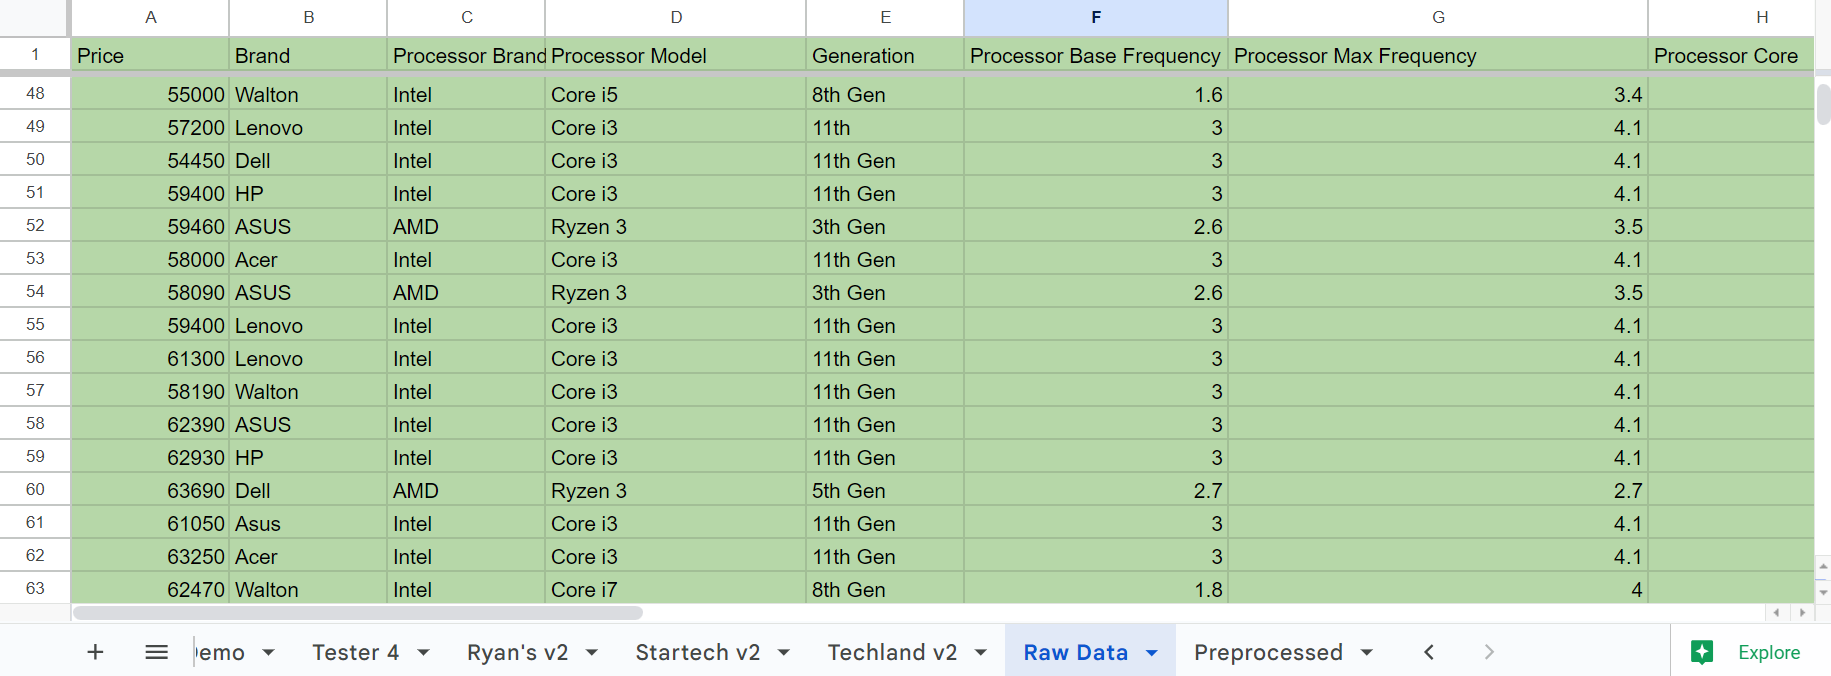 A B C D E F G H
1 Price Brand Processor Brand Processor Model Generation Processor Base Frequency Processor Max Frequency Processor Core
48 55000 Walton Intel Core i5 8th Gen 1.6 3.4
49 57200 Lenovo Intel Core i3 11th 3 4.1
50 54450 Dell Intel Core i3 11th Gen 3 4.1
51 59400 HP Intel Core i3 11th Gen 3 4.1
52 59460 ASUS AMD Ryzen 3 3th Gen 2.6 3.5
53 58000 Acer Intel Core i3 11th Gen 3 4.1
54 58090 ASUS AMD Ryzen 3 3th Gen 2.6 3.5
55 59400 Lenovo Intel Core i3 11th Gen 3 4.1
56 61300 Lenovo Intel Core i3 11th Gen 3 4.1
57 58190 Walton Intel Core i3 11th Gen 3 4.1
58 62390 ASUS Intel Core i3 11th Gen 3 4.1
59 62930 HP Intel Core i3 11th Gen 3 4.1
60 63690 Dell AMD Ryzen 3 5th Gen 2.7 2.7
61 61050 Asus Intel Core i3 11th Gen 3 4.1
62 63250 Acer Intel Core i3 11th Gen 3 4.1
63 62470 Walton Intel Core i7 8th Gen 1.8 4
emo Tester 4 Ryan's v2 Startech v2 Techland v2 Raw Data Preprocessed Explore